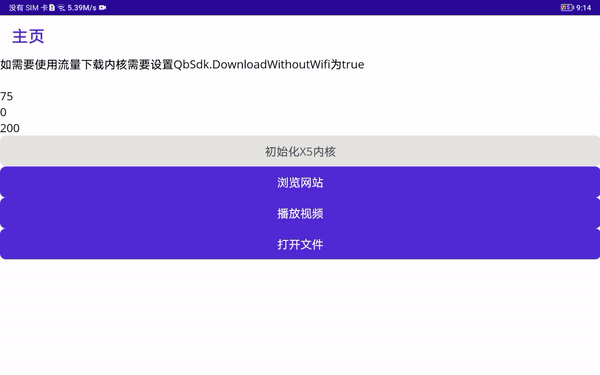 没有 SIM 卡 5.39M/s 9:14
主页
如需要使用流量下载内核需要设置QbSdk.DownloadWithoutWifi为true
75
0
200
初始化X5内核
浏览网站
播放视频
打开文件